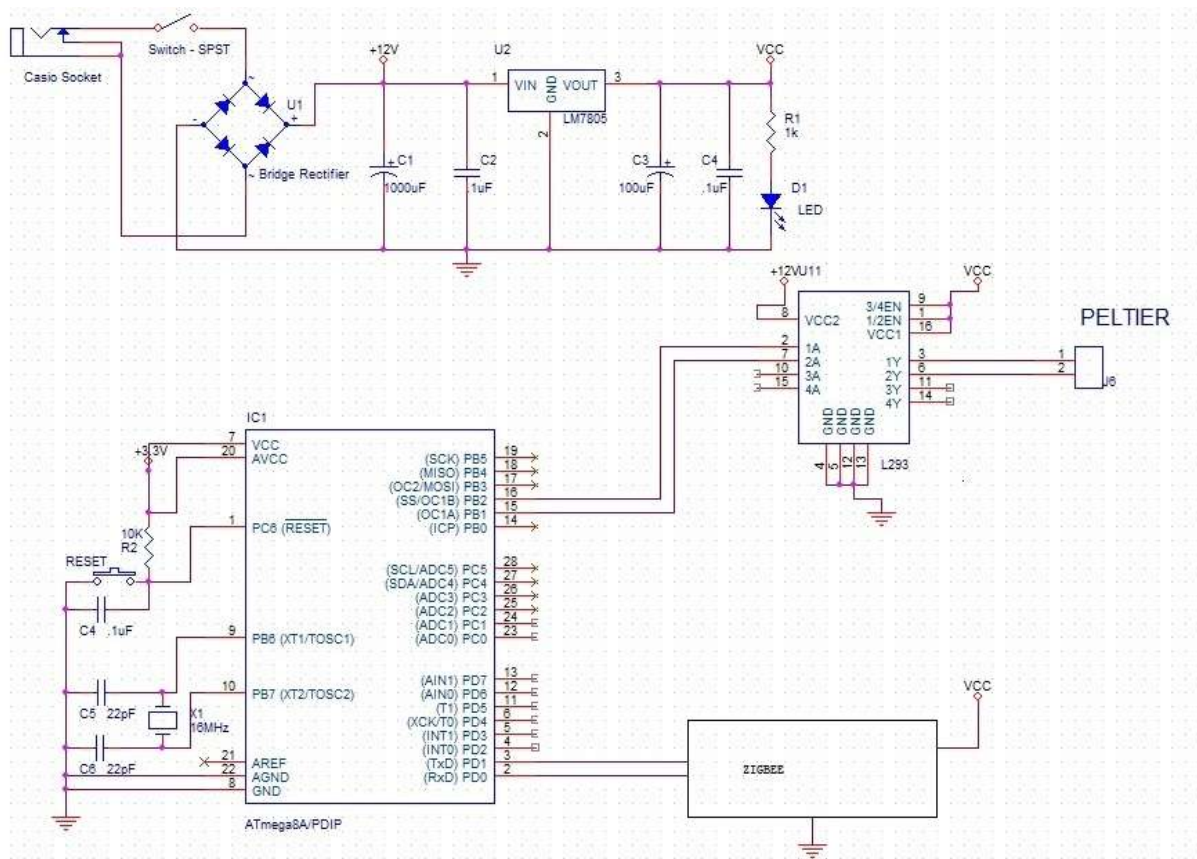 Casio Socket
Switch - SPST
~
-
+
U1
~
Bridge Rectifier
+12V
+
C1
1000uF
C2
.1uF
U2
1
VIN
GND
VOUT
3
2
LM7805
C3
+
100uF
C4
.1uF
VCC
R1
1k
D1
LED
+12V
U11
VCC
8
VCC2
3/4EN
9
1/2EN
1
VCC1
16
2
1A
7
2A
10
3A
15
4A
1Y
3
2Y
6
3Y
11
4Y
14
GND
GND
GND
GND
4
5
12
13
L293
PELTIER
1
2
J6
IC1
+3.3V
7
VCC
20
AVCC
1
PC6 (RESET)
10K
R2
RESET
C4
.1uF
9
PB6 (XT1/TOSC1)
10
PB7 (XT2/TOSC2)
C5
22pF
X1
16MHz
C6
22pF
21
AREF
22
AGND
8
GND
(SCK) PB5
19
(MISO) PB4
18
(OC2/MOSI) PB3
17
(SS/OC1B) PB2
16
(OC1A) PB1
15
(ICP) PB0
14
(SCL/ADC5) PC5
28
(SDA/ADC4) PC4
27
(ADC3) PC3
26
(ADC2) PC2
25
(ADC1) PC1
24
(ADC0) PC0
23
(AIN1) PD7
13
(AIN0) PD6
12
(T1) PD5
11
(XCK/T0) PD4
6
(INT1) PD3
5
(INT0) PD2
4
(TxD) PD1
3
(RxD) PD0
2
ATmega8A/PDIP
ZIGBEE
VCC